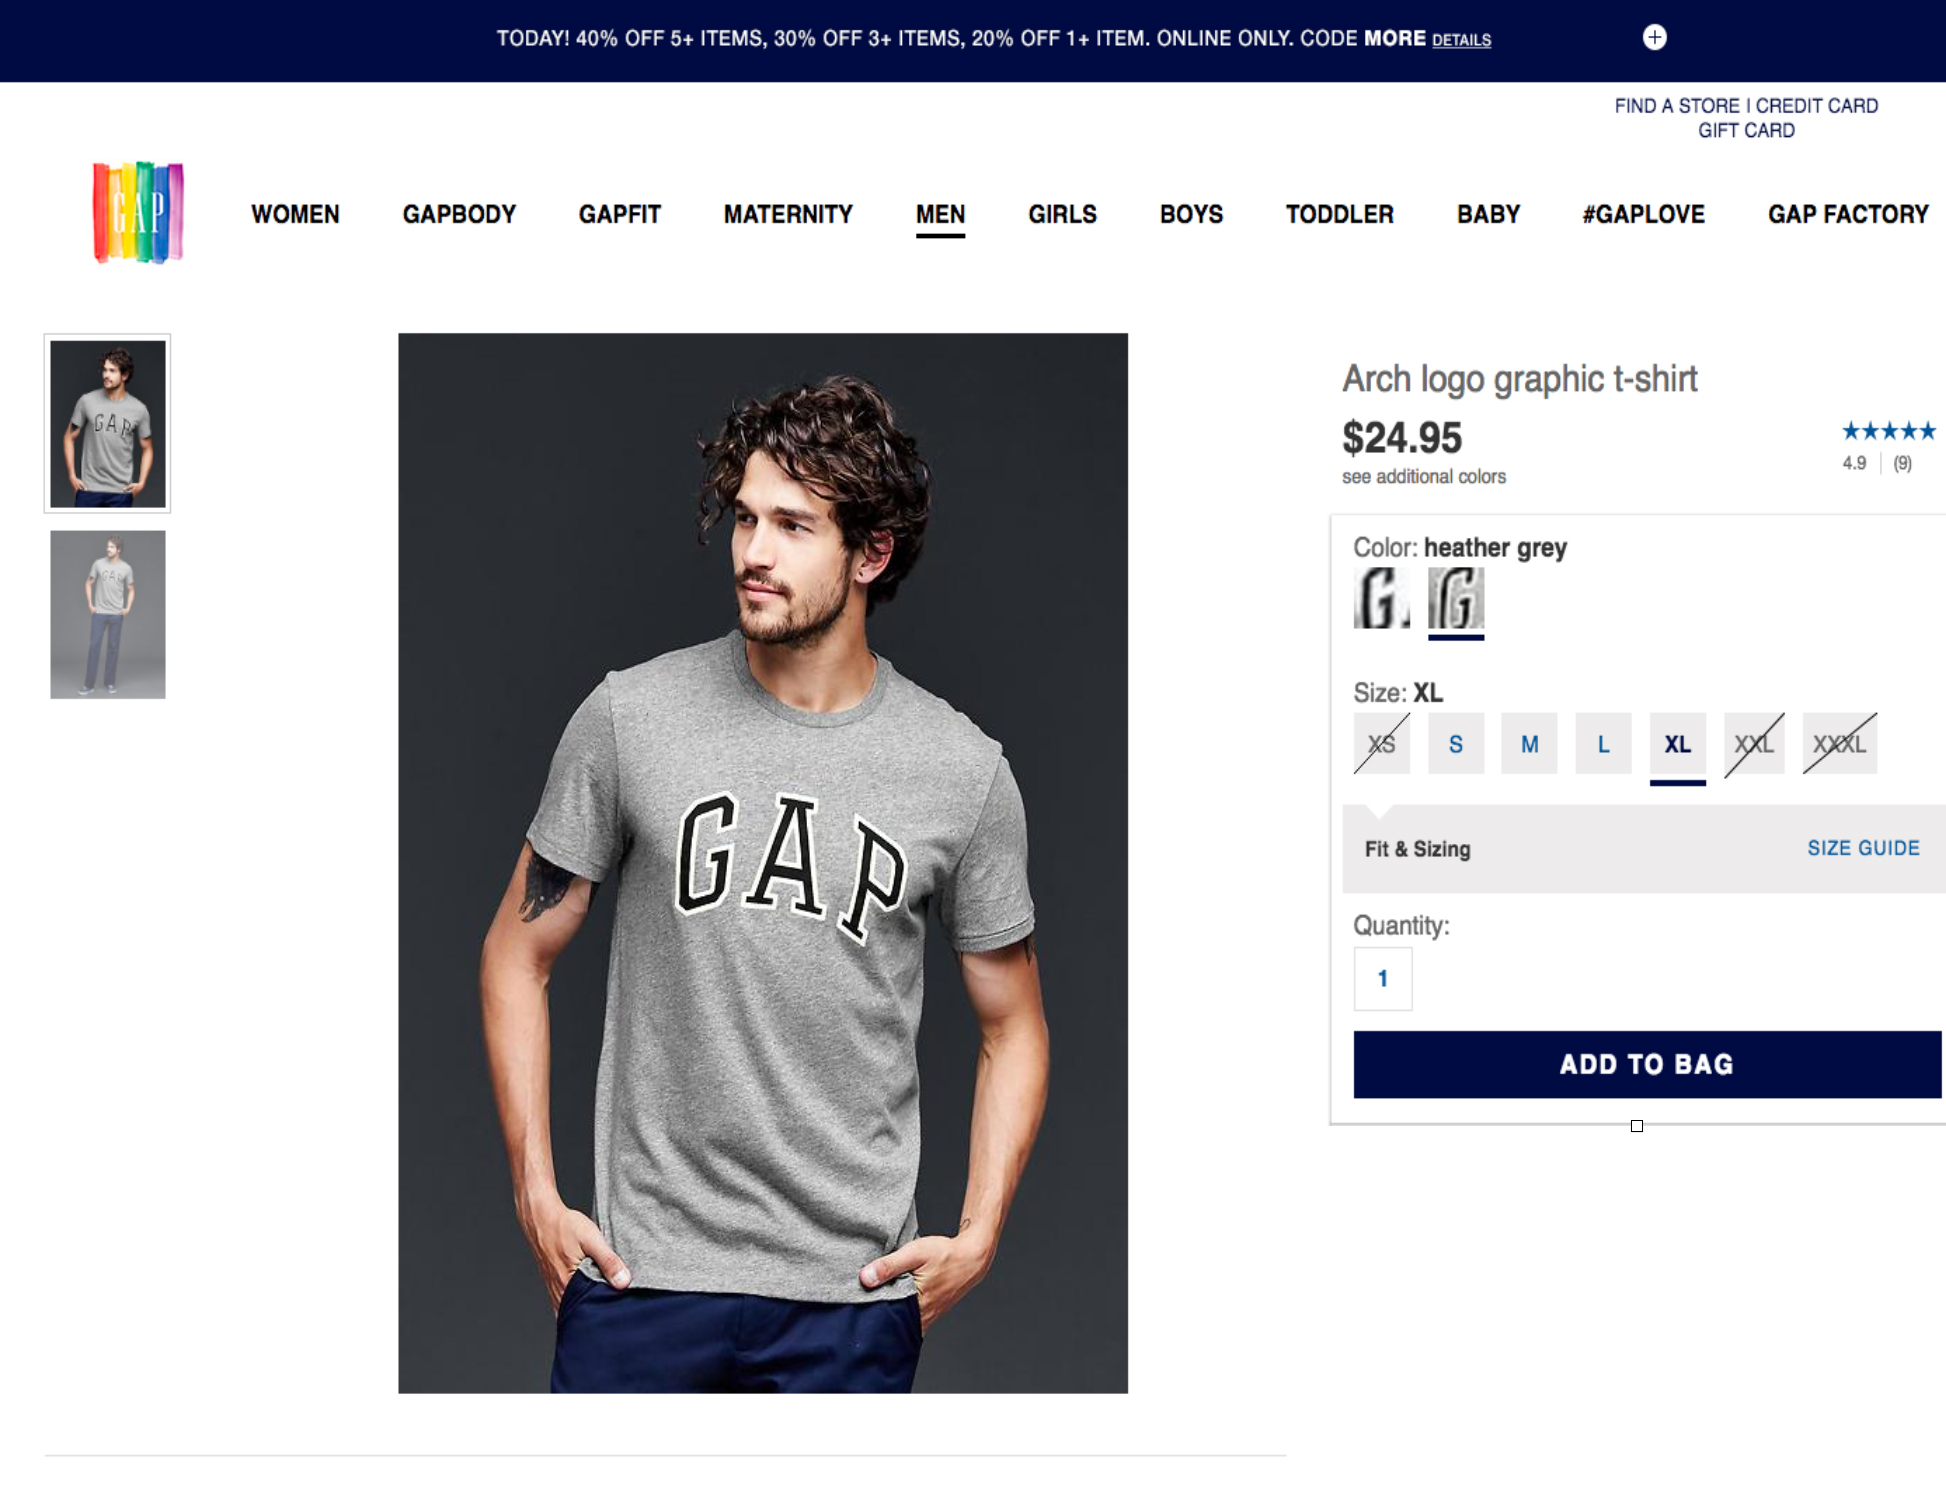 TODAY! 40% OFF 5+ ITEMS, 30% OFF 3+ ITEMS, 20% OFF 1+ ITEM. ONLINE ONLY. CODE MORE DETAILS
FIND A STORE | CREDIT CARD
GIFT CARD
GAP
WOMEN GAPBODY GAPFIT MATERNITY MEN GIRLS BOYS TODDLER BABY #GAPLOVE GAP FACTORY
GAP
GAP
GAP
Arch logo graphic t-shirt
$24.95
see additional colors
4.9 | (9)
Color: heather grey
G G
Size: XL
XS S M L XL XXL XXXL
Fit & Sizing SIZE GUIDE
Quantity:
1
ADD TO BAG